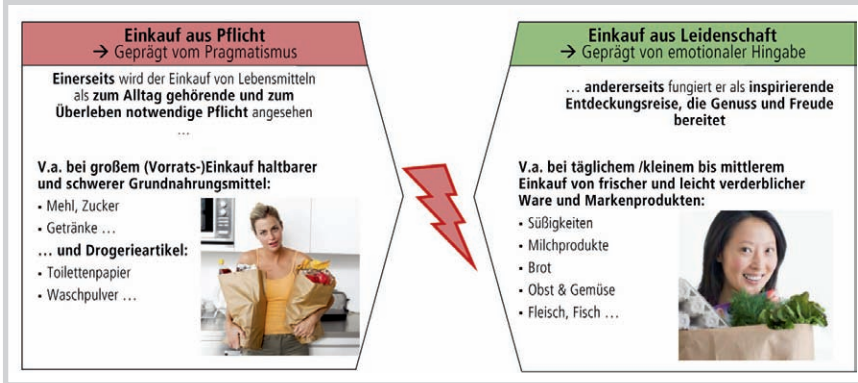 Einkauf aus Pflicht
→ Geprägt vom Pragmatismus
Einerseits wird der Einkauf von Lebensmitteln
als zum Alltag gehörende und zum
Überleben notwendige Pflicht angesehen
…
V.a. bei großem (Vorrats-)Einkauf haltbarer
und schwerer Grundnahrungsmittel:
▪ Mehl, Zucker
▪ Getränke …
… und Drogerieartikel:
▪ Toilettenpapier
▪ Waschpulver …
Einkauf aus Leidenschaft
→ Geprägt von emotionaler Hingabe
… andererseits fungiert er als inspirierende
Entdeckungsreise, die Genuss und Freude
bereitet
V.a. bei täglichem /kleinem bis mittlerem
Einkauf von frischer und leicht verderblicher
Ware und Markenprodukten:
▪ Süßigkeiten
▪ Milchprodukte
▪ Brot
▪ Obst & Gemüse
▪ Fleisch, Fisch …